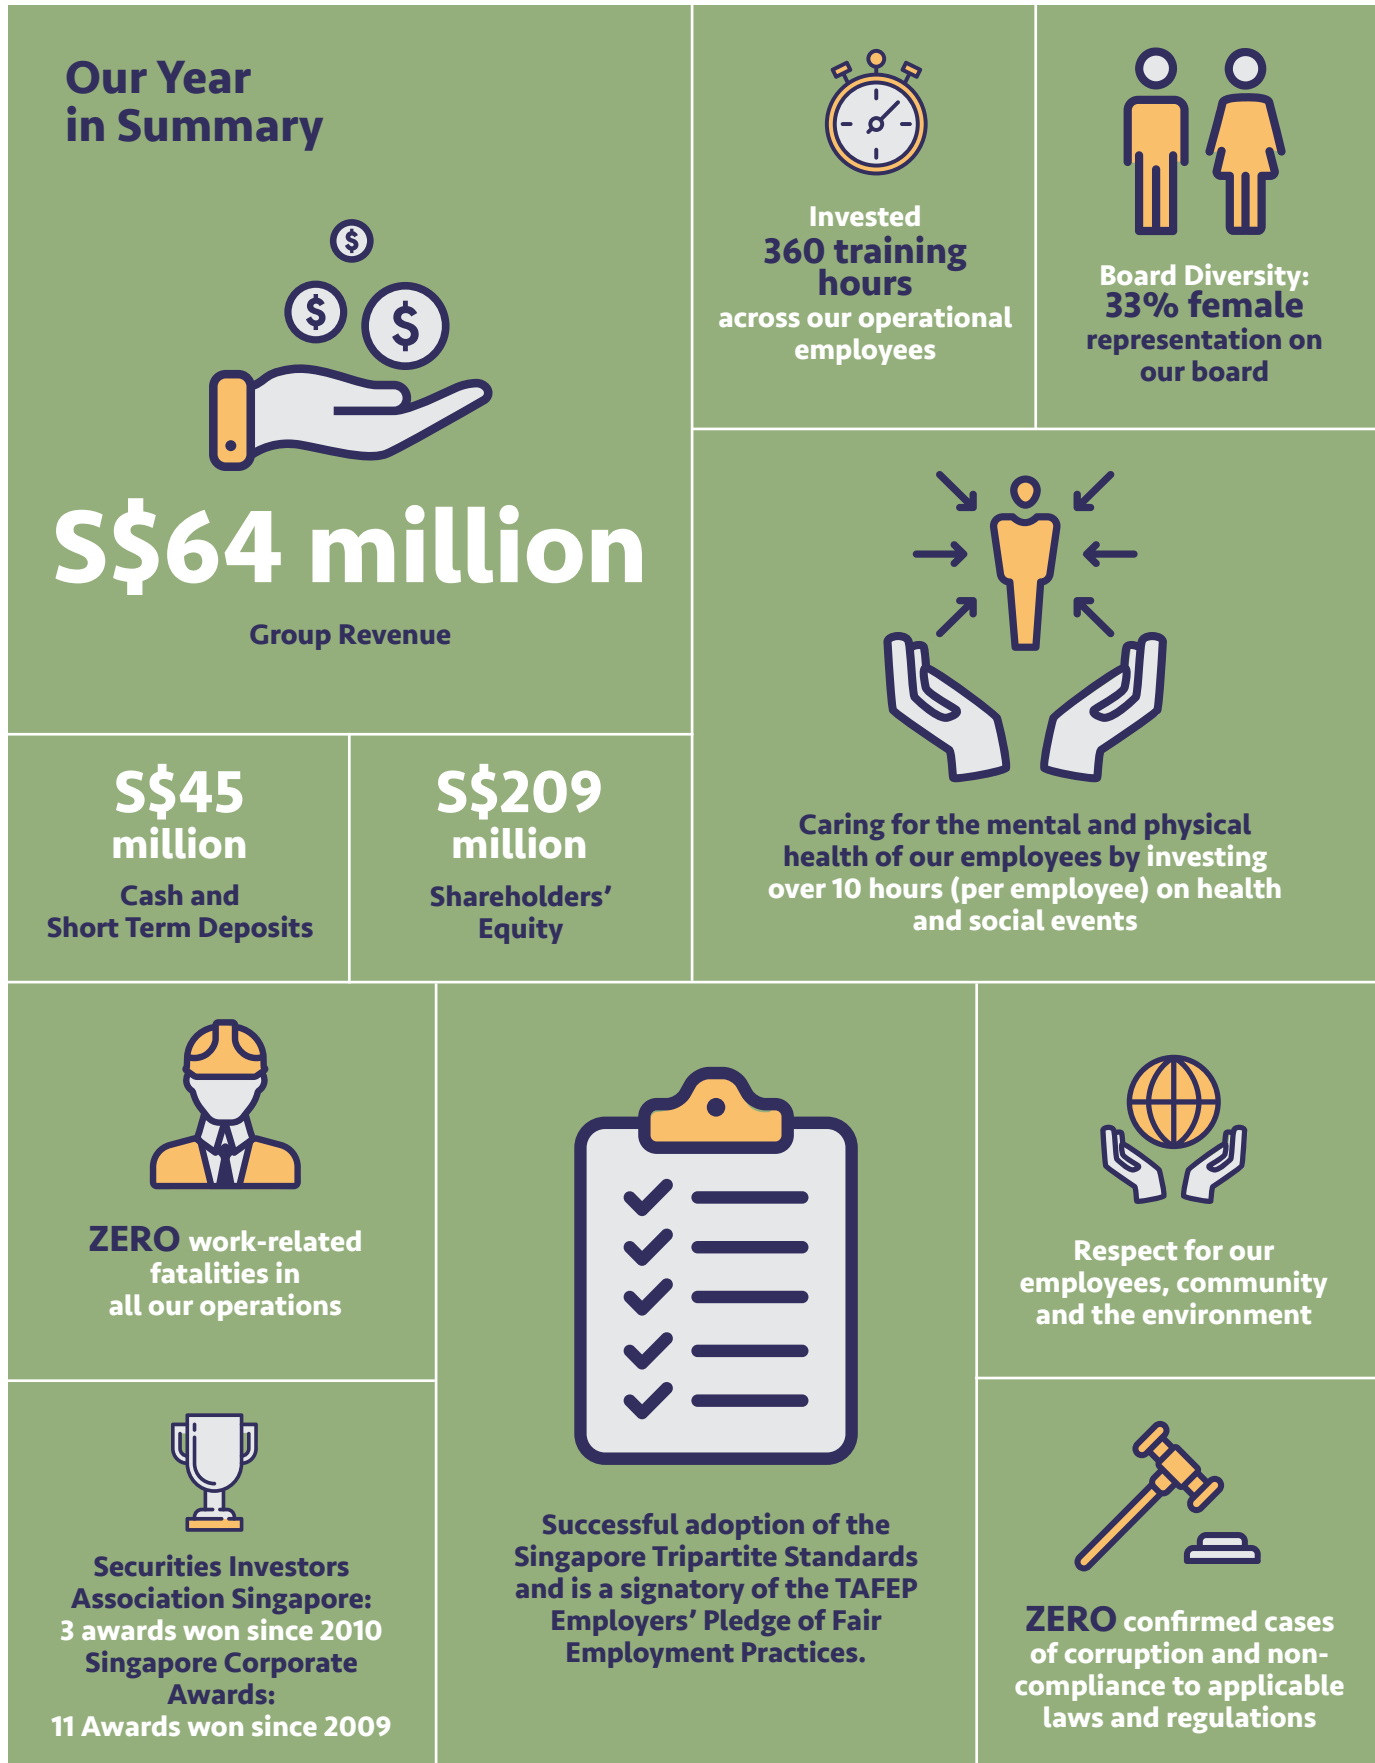 Our Year
in Summary
$
$
$
S$64 million
Group Revenue
Invested
360 training
hours
across our operational
employees
Board Diversity:
33% female
representation on
our board
S$45
million
Cash and
Short Term Deposits
S$209
million
Shareholders’
Equity
Caring for the mental and physical
health of our employees by investing
over 10 hours (per employee) on health
and social events
ZERO work-related
fatalities in
all our operations
Successful adoption of the
Singapore Tripartite Standards
and is a signatory of the TAFEP
Employers’ Pledge of Fair
Employment Practices.
Respect for our
employees, community
and the environment
Securities Investors
Association Singapore:
3 awards won since 2010
Singapore Corporate
Awards:
11 Awards won since 2009
ZERO confirmed cases
of corruption and non-
compliance to applicable
laws and regulations